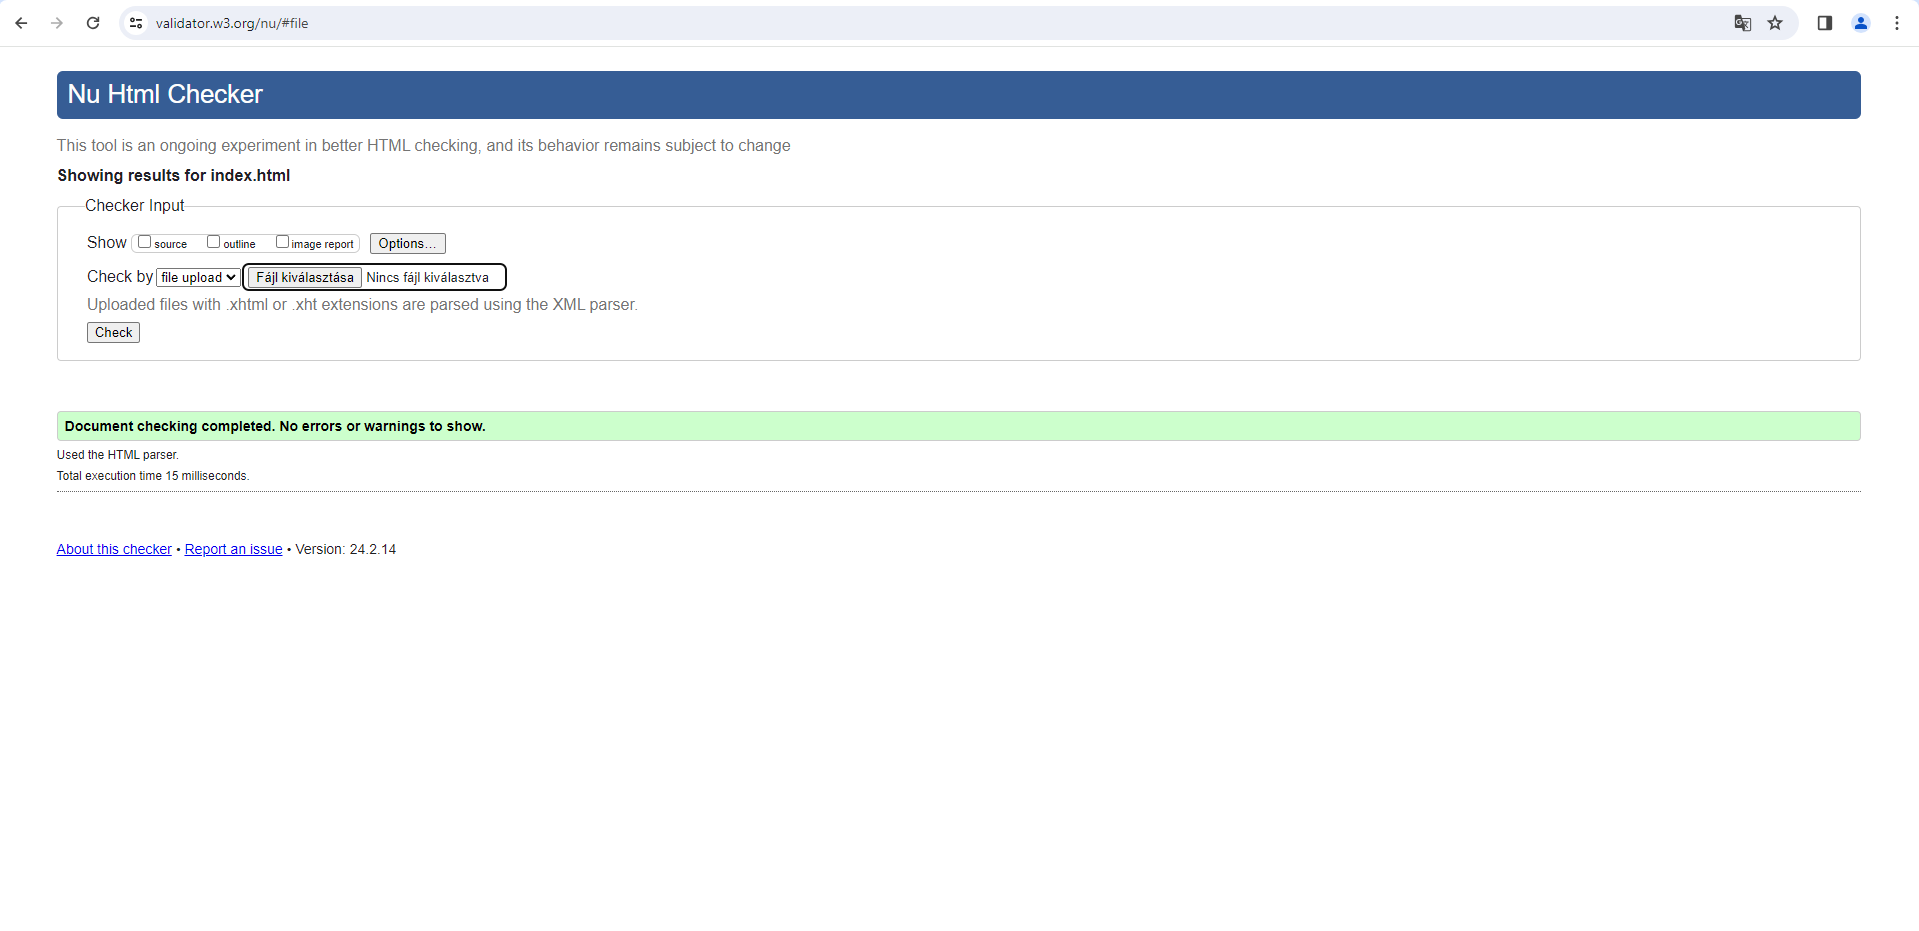 validator.w3.org/nu/#file
Nu Html Checker
This tool is an ongoing experiment in better HTML checking, and its behavior remains subject to change
Showing results for index.html
Checker Input
Show source outline image report Options...
Check by file upload Fájl kiválasztása Nincs fájl kiválasztva
Uploaded files with .xhtml or .xht extensions are parsed using the XML parser.
Check
Document checking completed. No errors or warnings to show.
Used the HTML parser.
Total execution time 15 milliseconds.
About this checker • Report an issue • Version: 24.2.14